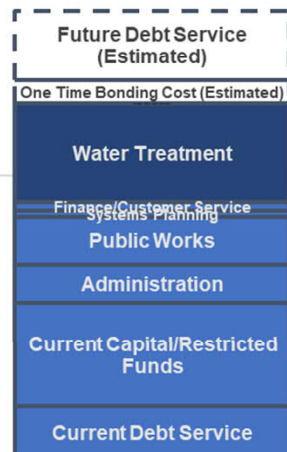 Future Debt Service
(Estimated)
One Time Bonding Cost (Estimated)
Water Treatment
Finance/Customer Service
Systems Planning
Public Works
Administration
Current Capital/Restricted
Funds
Current Debt Service